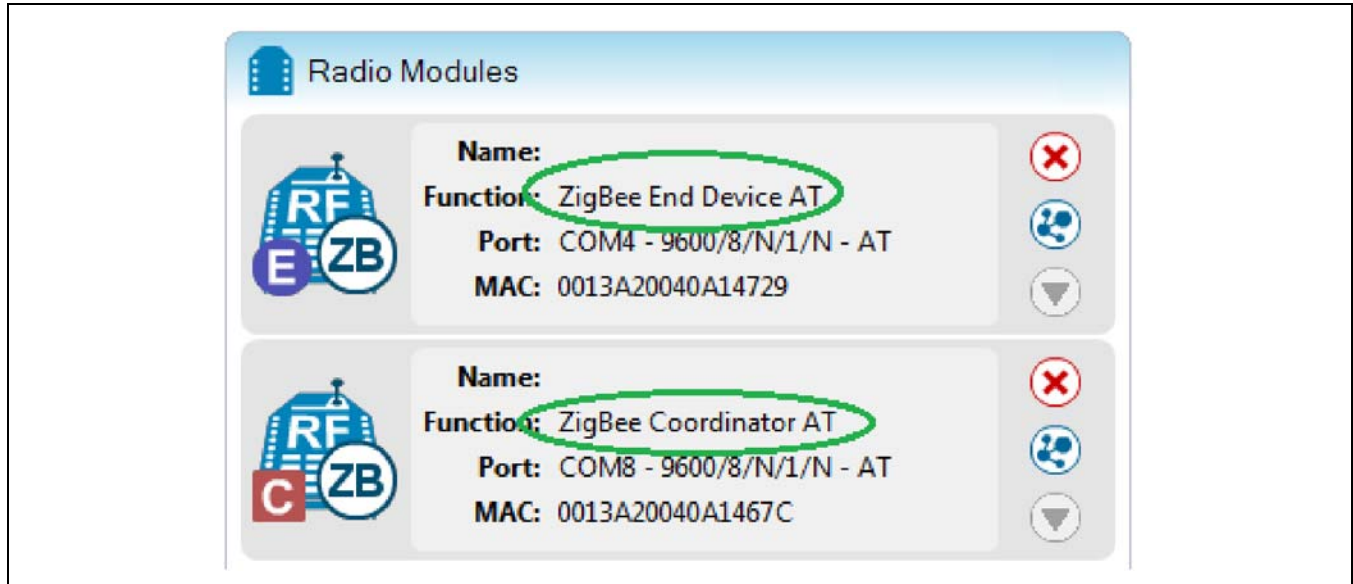 Radio Modules
Name:
Function: ZigBee End Device AT
Port: COM4 - 9600/8/N/1/N - AT
MAC: 0013A20040A14729
RF
E
ZB
Name:
Function: ZigBee Coordinator AT
Port: COM8 - 9600/8/N/1/N - AT
MAC: 0013A20040A1467C
RF
C
ZB